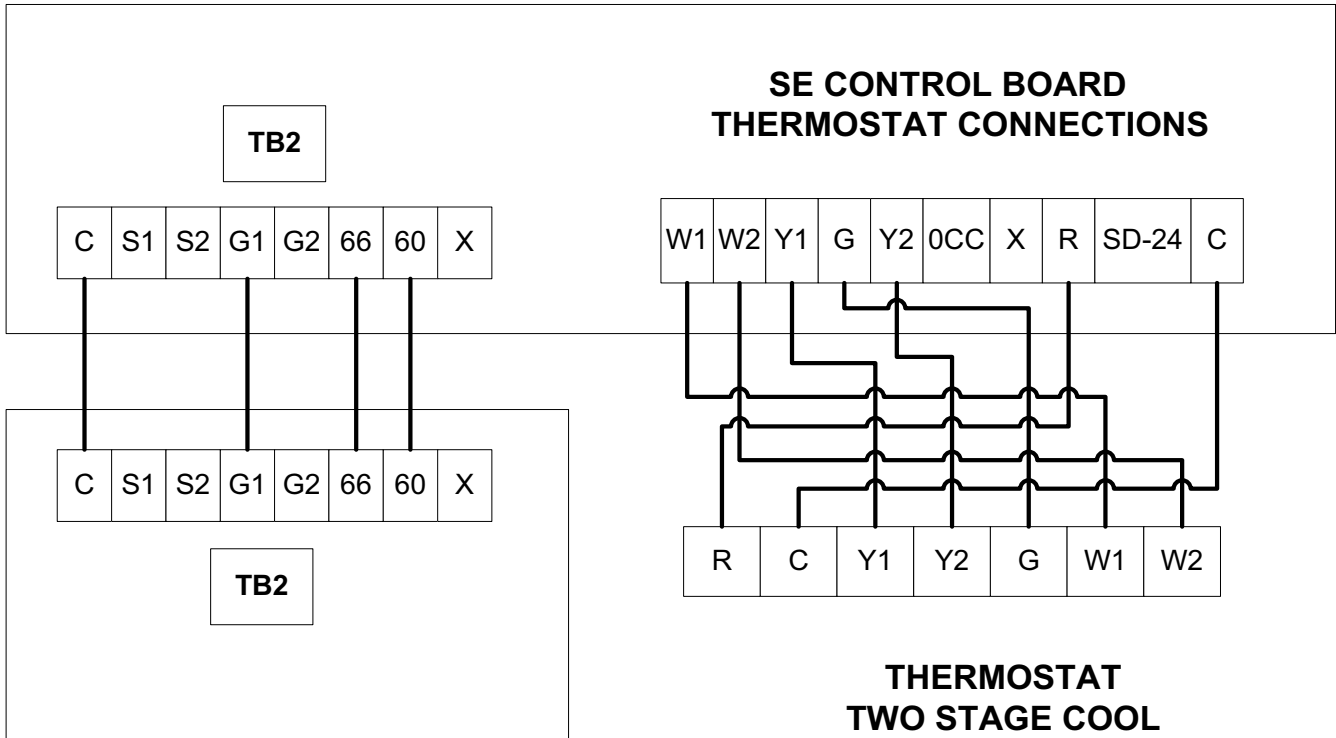 SE CONTROL BOARD
THERMOSTAT CONNECTIONS
TB2
C S1 S2 G1 G2 66 60 X
W1 W2 Y1 G Y2 0CC X R SD-24 C
C S1 S2 G1 G2 66 60 X
TB2
R C Y1 Y2 G W1 W2
THERMOSTAT
TWO STAGE COOL